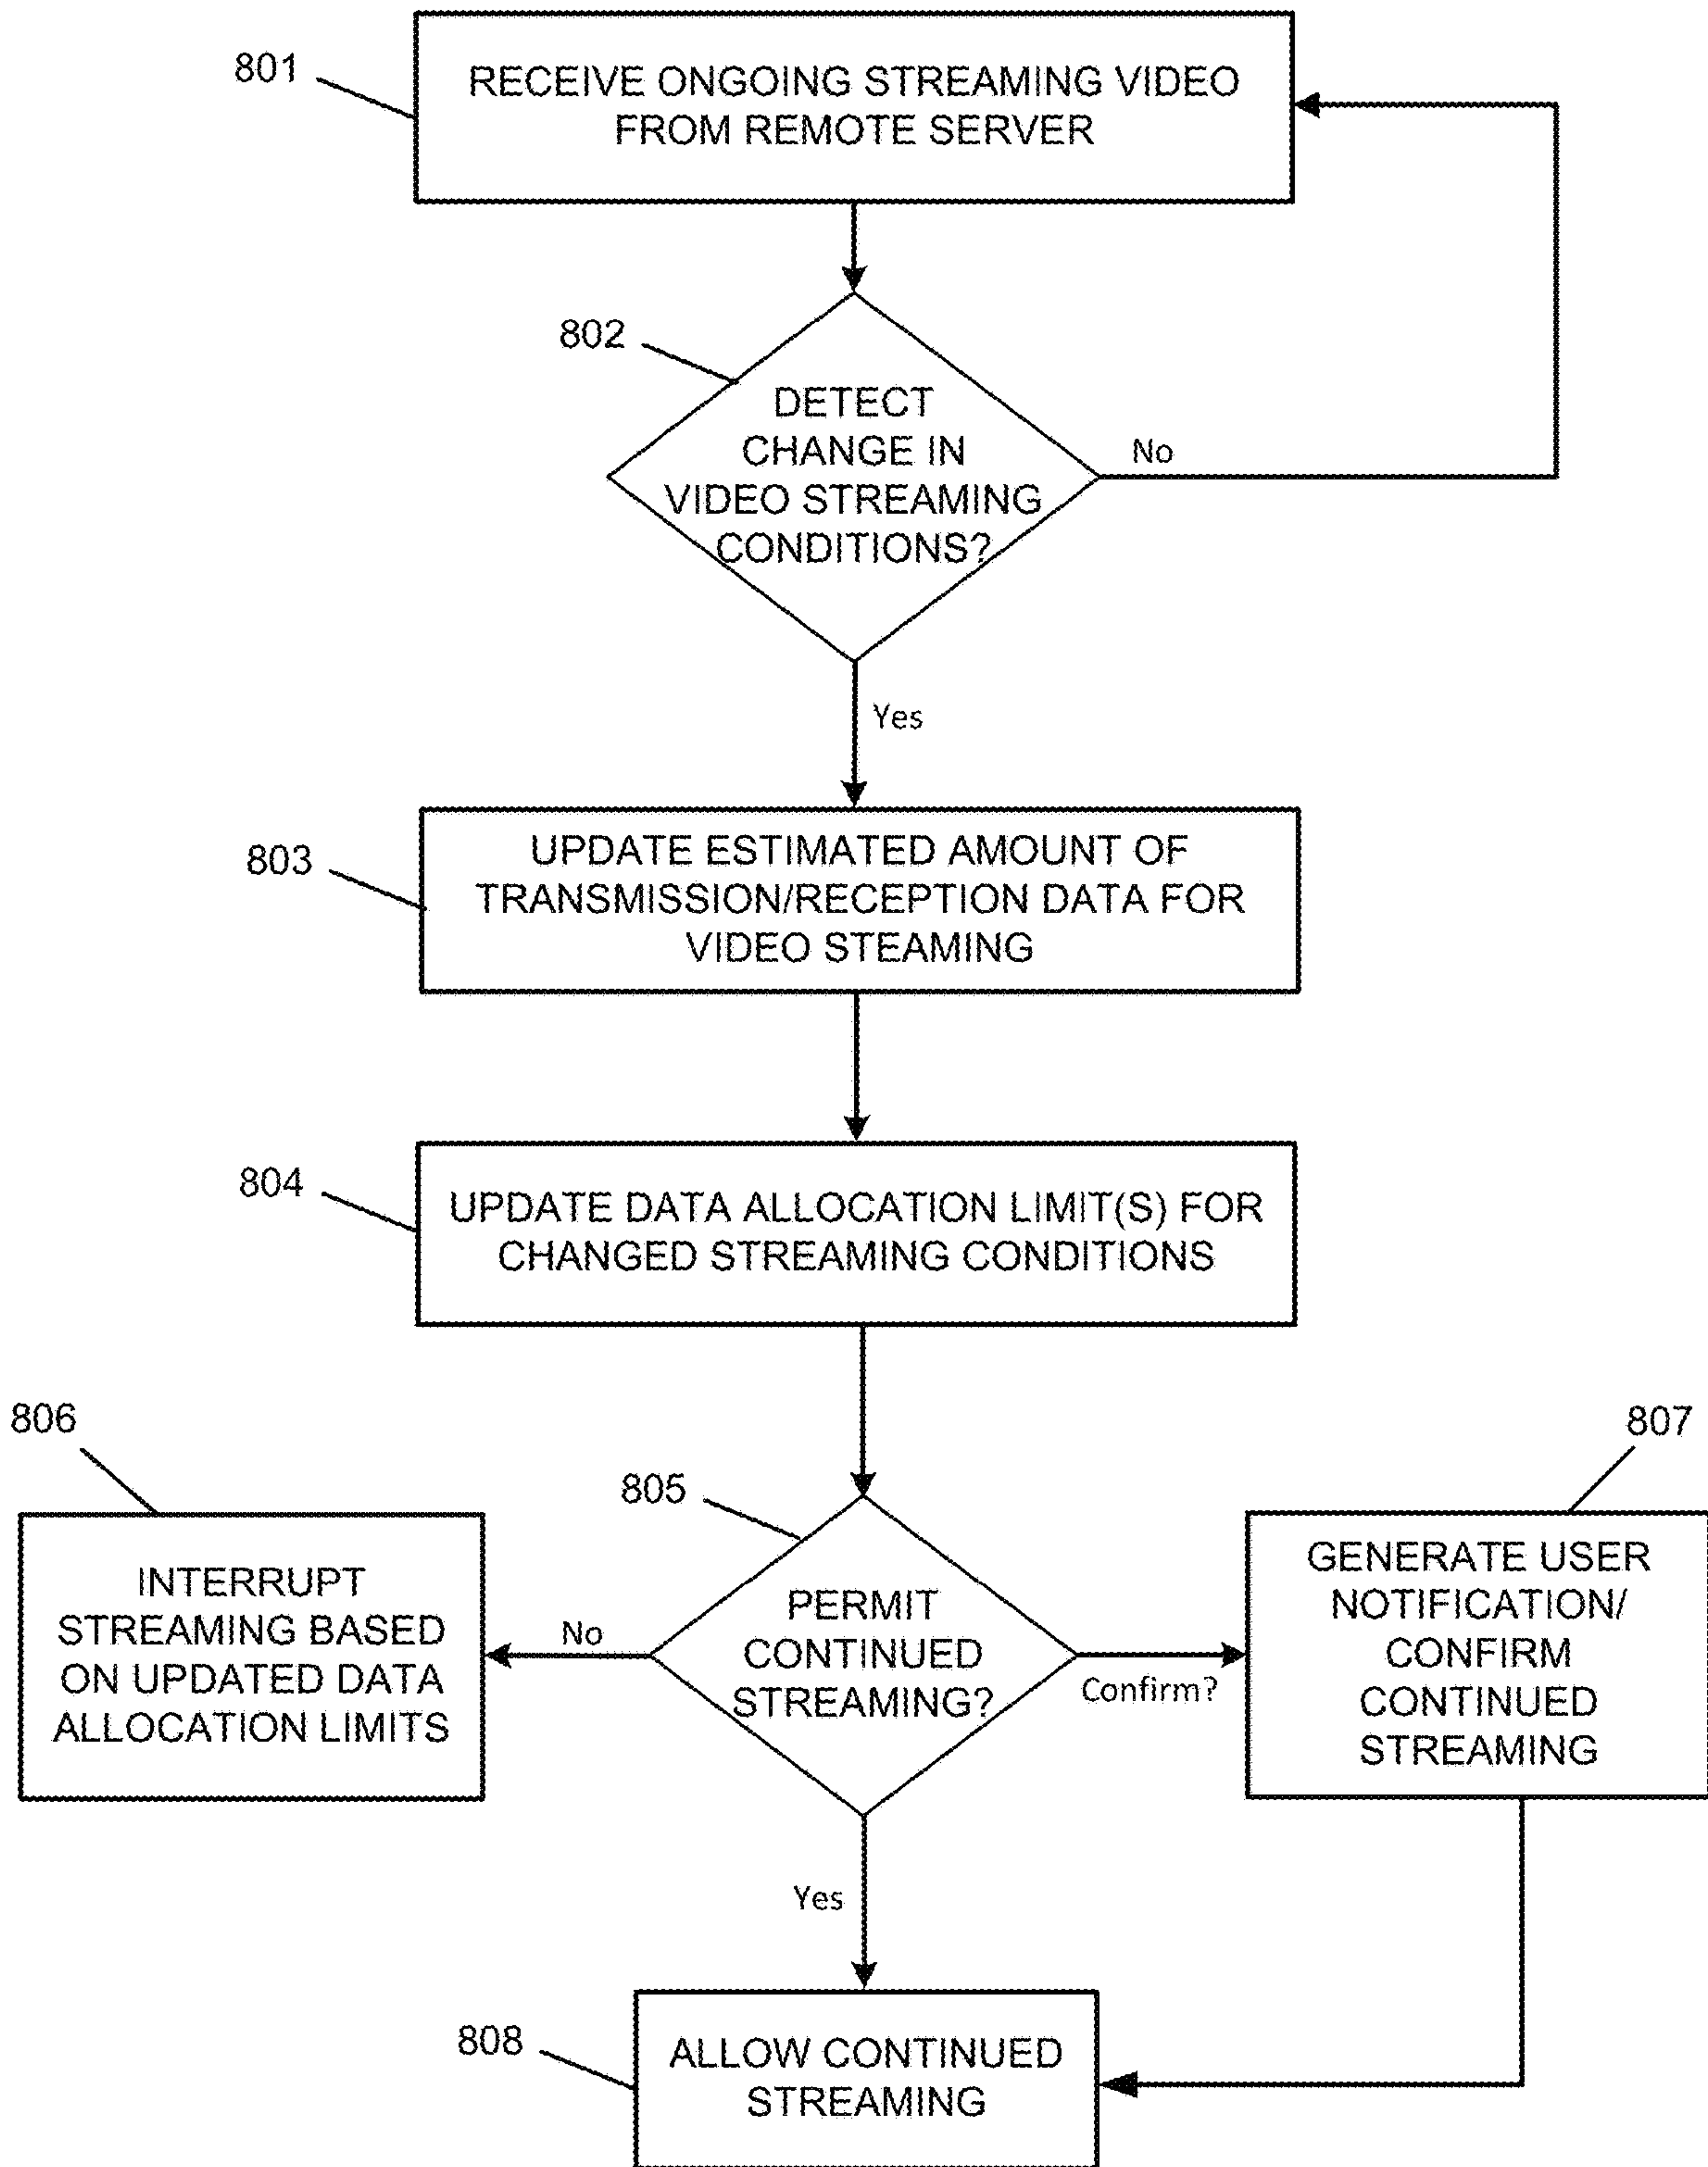 801
RECEIVE ONGOING STREAMING VIDEO
FROM REMOTE SERVER
802
DETECT
CHANGE IN
VIDEO STREAMING
CONDITIONS?
No
Yes
803
UPDATE ESTIMATED AMOUNT OF
TRANSMISSION/RECEPTION DATA FOR
VIDEO STEAMING
804
UPDATE DATA ALLOCATION LIMIT(S) FOR
CHANGED STREAMING CONDITIONS
805
PERMIT
CONTINUED
STREAMING?
No
806
INTERRUPT
STREAMING BASED
ON UPDATED DATA
ALLOCATION LIMITS
Confirm?
807
GENERATE USER
NOTIFICATION/
CONFIRM
CONTINUED
STREAMING
Yes
808
ALLOW CONTINUED
STREAMING